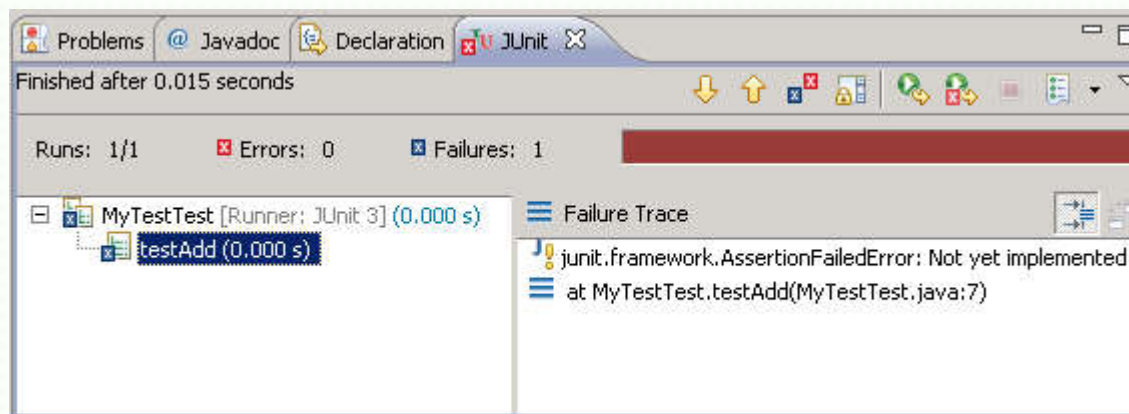 Problems @ Javadoc Declaration JUnit
Finished after 0.015 seconds
Runs: 1/1 Errors: 0 Failures: 1
MyTestTest [Runner: JUnit 3] (0.000 s)
testAdd (0.000 s)
Failure Trace
junit.framework.AssertionFailedError: Not yet implemented
at MyTestTest.testAdd(MyTestTest.java:7)